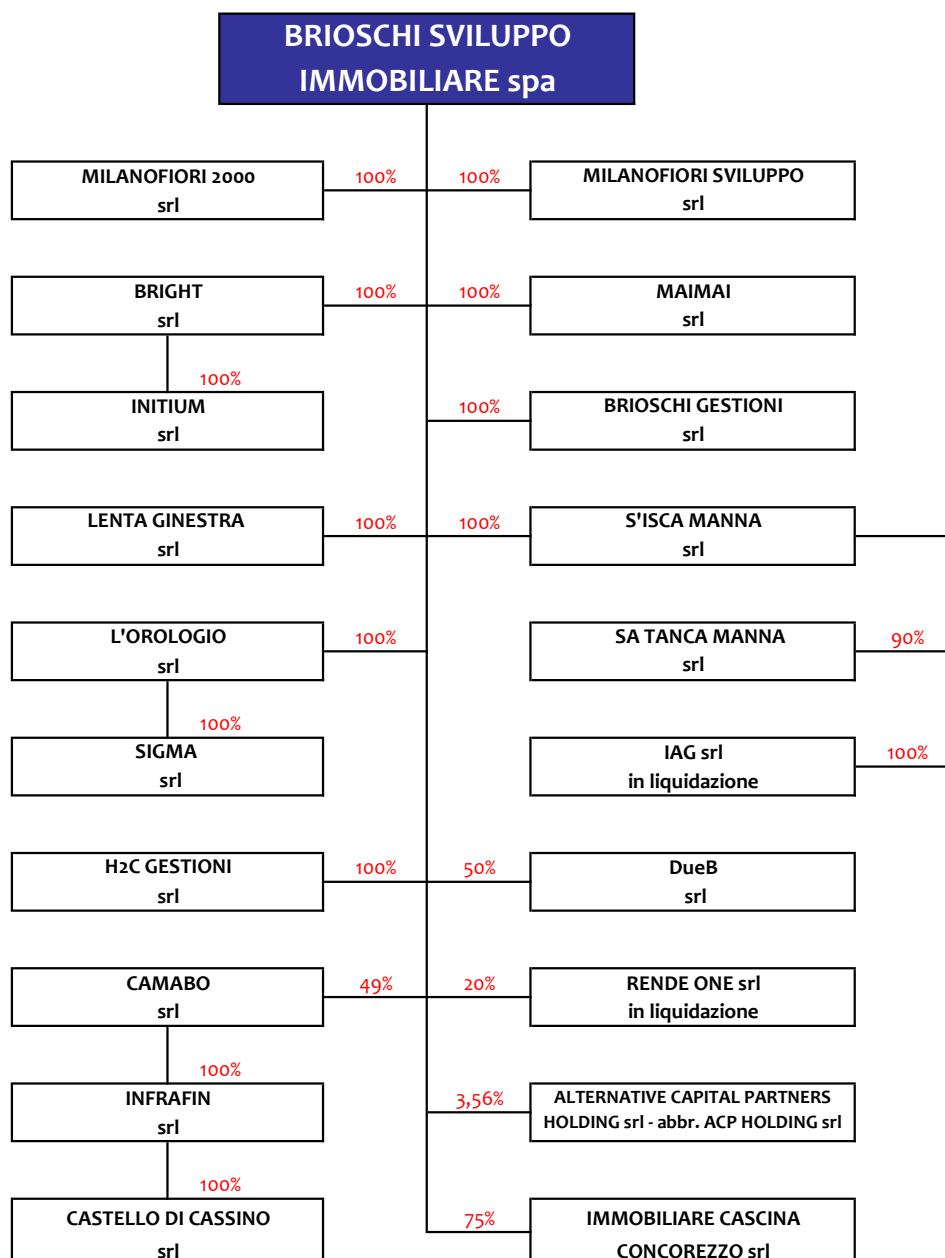 BRIOSCHI SVILUPPO
IMMOBILIARE spa
MILANOFIORI 2000
srl
100%
100%
MILANOFIORI SVILUPPO
srl
BRIGHT
srl
100%
100%
MAIMAI
srl
100%
INITIUM
srl
100%
BRIOSCHI GESTIONI
srl
LENTA GINESTRA
srl
100%
100%
S'ISCA MANNA
srl
L'OROLOGIO
srl
100%
SA TANCA MANNA
srl
90%
100%
SIGMA
srl
IAG srl
in liquidazione
100%
H2C GESTIONI
srl
100%
50%
DueB
srl
CAMABO
srl
49%
20%
RENDE ONE srl
in liquidazione
100%
INFRAFIN
srl
3,56%
ALTERNATIVE CAPITAL PARTNERS
HOLDING srl - abbr. ACP HOLDING srl
100%
CASTELLO DI CASSINO
srl
75%
IMMOBILIARE CASCINA
CONCOREZZO srl